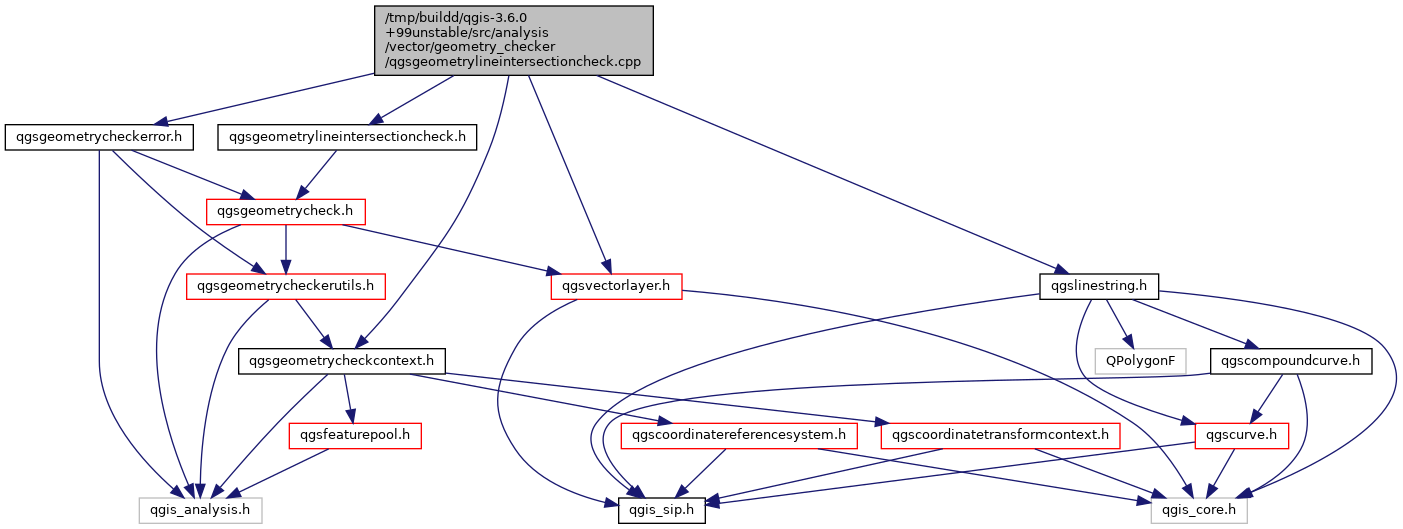 /tmp/buildd/qgis-3.6.0
+99unstable/src/analysis
/vector/geometry_checker
/qgsgeometrylineintersectioncheck.cpp
qgsgeometrycheckerror.h
qgsgeometrylineintersectioncheck.h
qgsgeometrycheck.h
qgsgeometrycheckerutils.h
qgsvectorlayer.h
qgslinestring.h
qgsgeometrycheckcontext.h
QPolygonF
qgscompoundcurve.h
qgsfeaturepool.h
qgscoordinatereferencesystem.h
qgscoordinatetransformcontext.h
qgscurve.h
qgis_analysis.h
qgis_sip.h
qgis_core.h